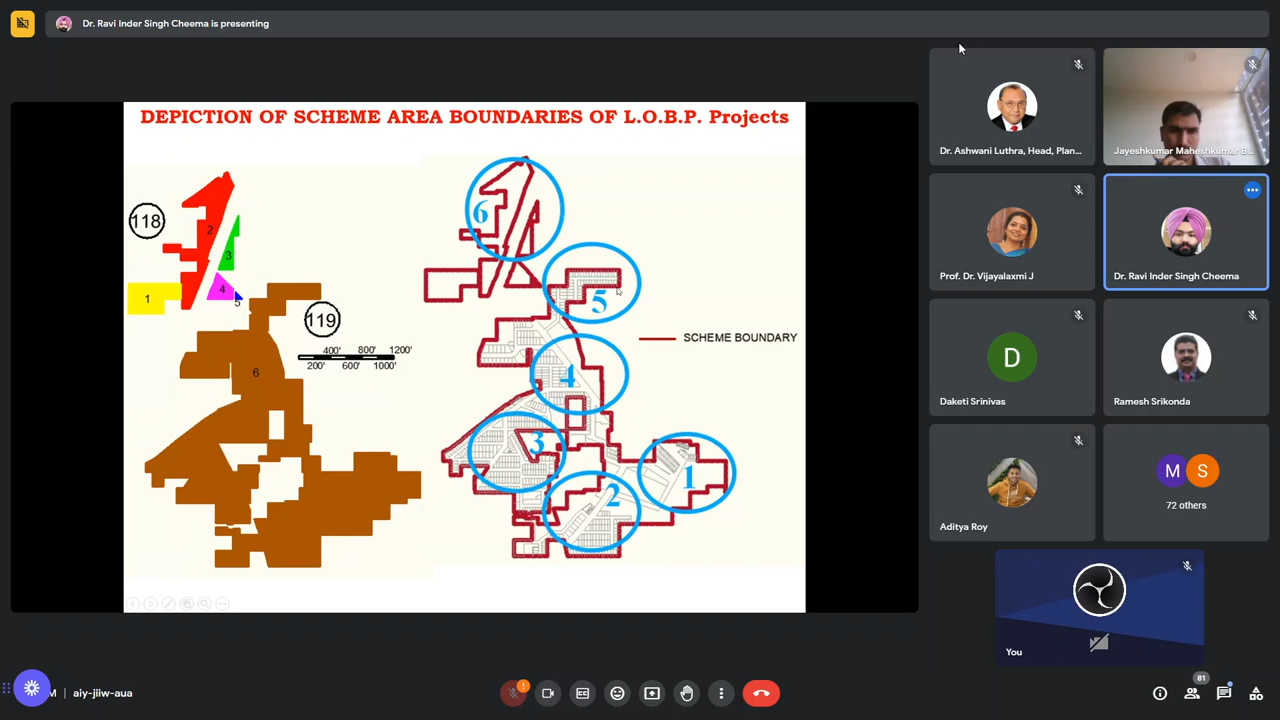 Dr. Ravi Inder Singh Cheema is presenting
DEPICTION OF SCHEME AREA BOUNDARIES OF L.O.B.P. Projects
118
2
3
1
4
5
119
400' 800' 1200'
200' 600' 1000'
6
6
5
SCHEME BOUNDARY
4
3
1
2
Dr. Ashwani Luthra, Head, Plan...
Jayeshkumar Maheshkumar B...
Prof. Dr. Vijayalaxmi J
Dr. Ravi Inder Singh Cheema
D
Daketi Srinivas
Ramesh Srikonda
Aditya Roy
M S
72 others
You
M | aiy-jiiw-aua
81